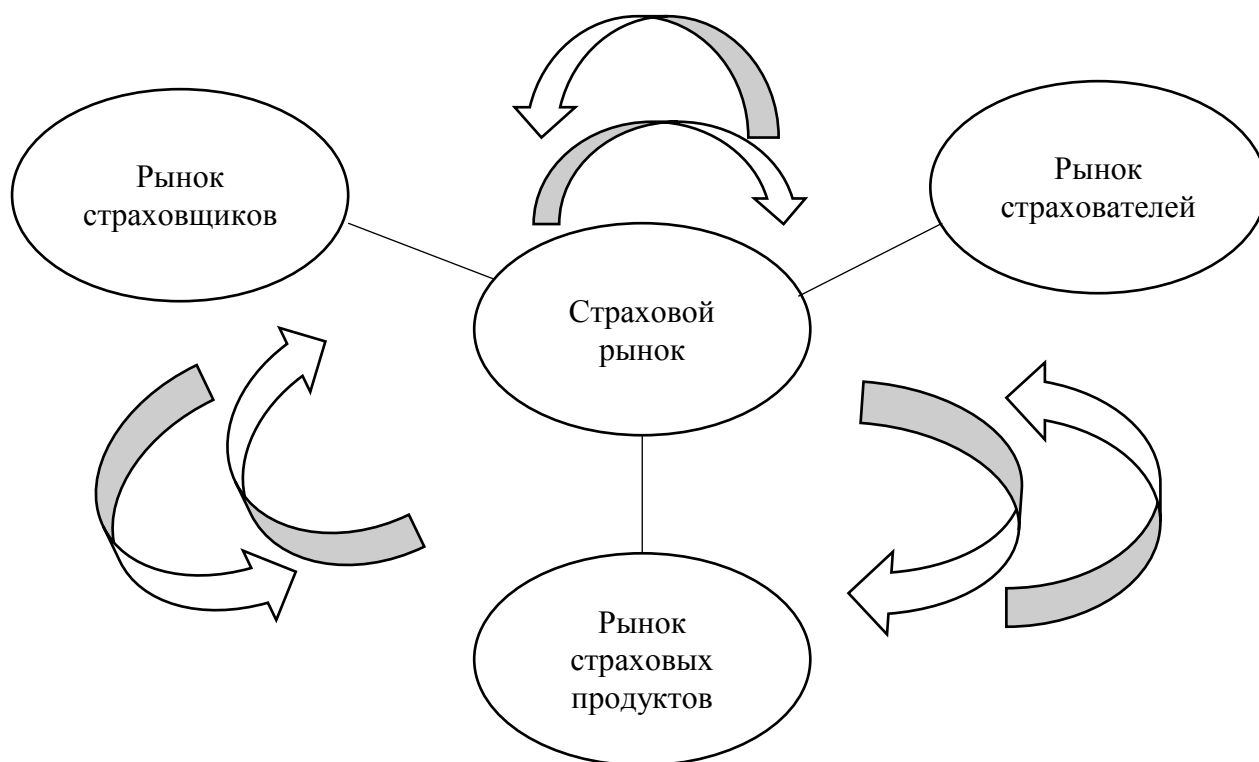 Рынок
страховщиков
Рынок
страхователей
Страховой
рынок
Рынок
страховых
продуктов